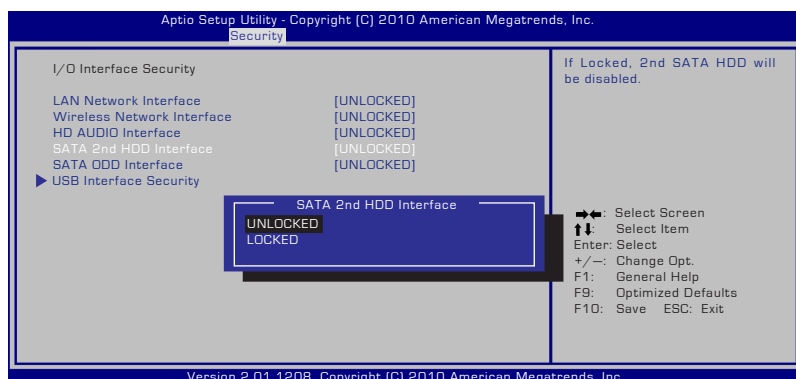 Aptio Setup Utility - Copyright (C) 2010 American Megatrends, Inc.
Security
I/O Interface Security
LAN Network Interface [UNLOCKED]
Wireless Network Interface [UNLOCKED]
HD AUDIO Interface [UNLOCKED]
SATA 2nd HDD Interface [UNLOCKED]
SATA ODD Interface [UNLOCKED]
USB Interface Security
SATA 2nd HDD Interface
UNLOCKED
LOCKED
If Locked, 2nd SATA HDD will
be disabled.
→←: Select Screen
↑↓: Select Item
Enter: Select
+/—: Change Opt.
F1: General Help
F9: Optimized Defaults
F10: Save ESC: Exit
Version 2.01.1208. Copyright (C) 2010 American Megatrends, Inc.